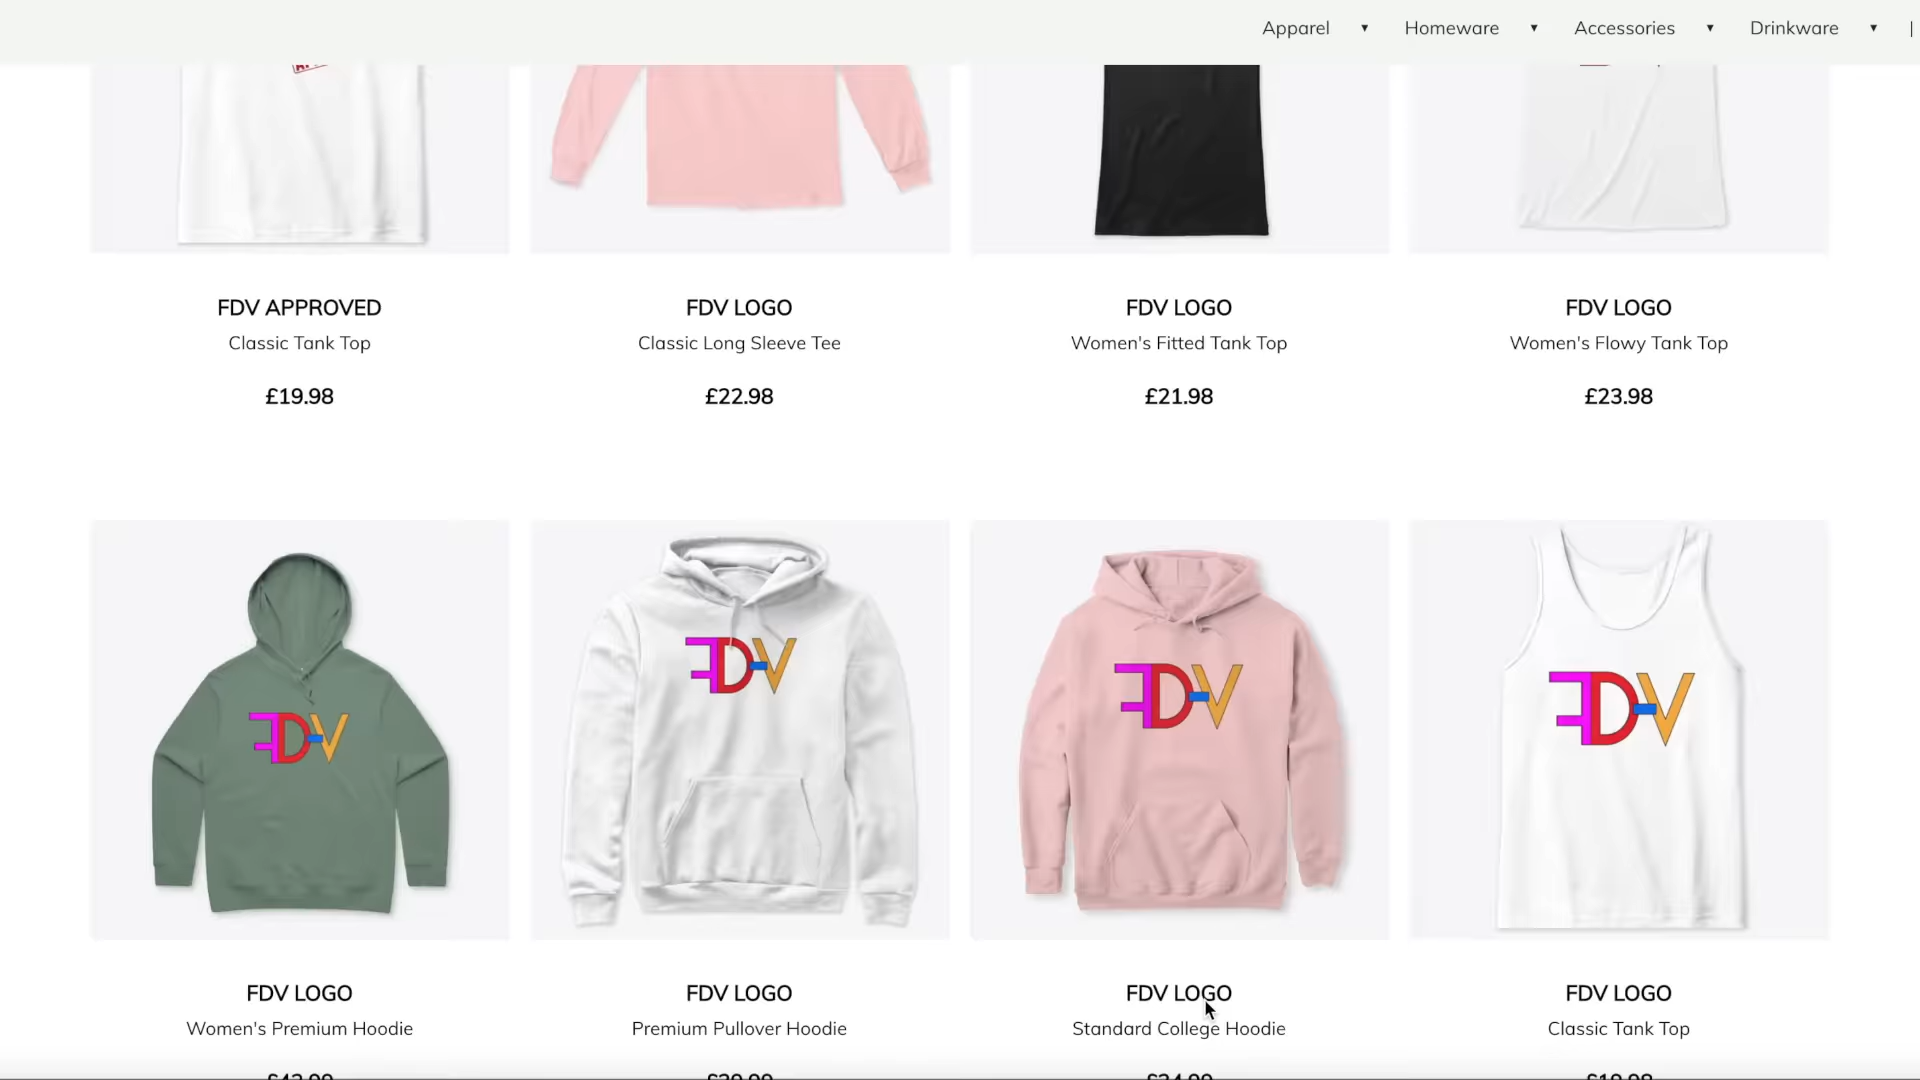 Apparel ▼ Homeware ▼ Accessories ▼ Drinkware ▼ |
FDV APPROVED
Classic Tank Top
£19.98
FDV LOGO
Classic Long Sleeve Tee
£22.98
FDV LOGO
Women's Fitted Tank Top
£21.98
FDV LOGO
Women's Flowy Tank Top
£23.98
FDV
FDV LOGO
Women's Premium Hoodie
FDV
FDV LOGO
Premium Pullover Hoodie
FDV
FDV LOGO
Standard College Hoodie
FDV
FDV LOGO
Classic Tank Top